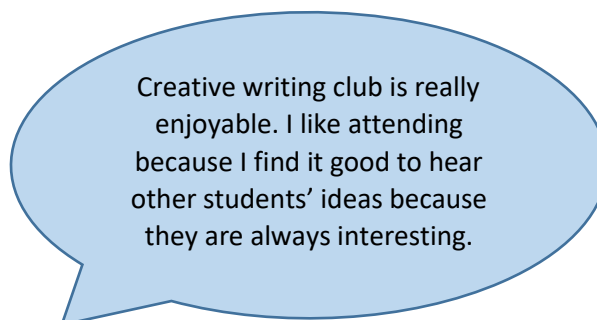 Creative writing club is really
enjoyable. I like attending
because I find it good to hear
other students’ ideas because
they are always interesting.